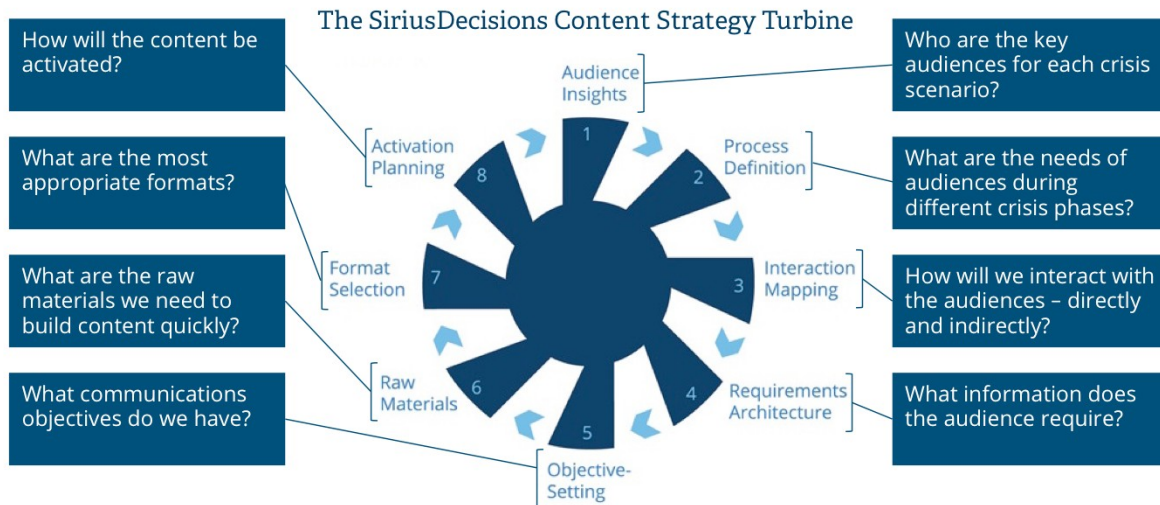 The SiriusDecisions Content Strategy Turbine
How will the content be
activated?
What are the most
appropriate formats?
What are the raw
materials we need to
build content quickly?
What communications
objectives do we have?
Audience
Insights
1
Process
Definition
2
Interaction
Mapping
3
Requirements
Architecture
4
Objective-
Setting
5
Raw
Materials
6
Format
Selection
7
Activation
Planning
8
Who are the key
audiences for each crisis
scenario?
What are the needs of
audiences during
different crisis phases?
How will we interact with
the audiences – directly
and indirectly?
What information does
the audience require?